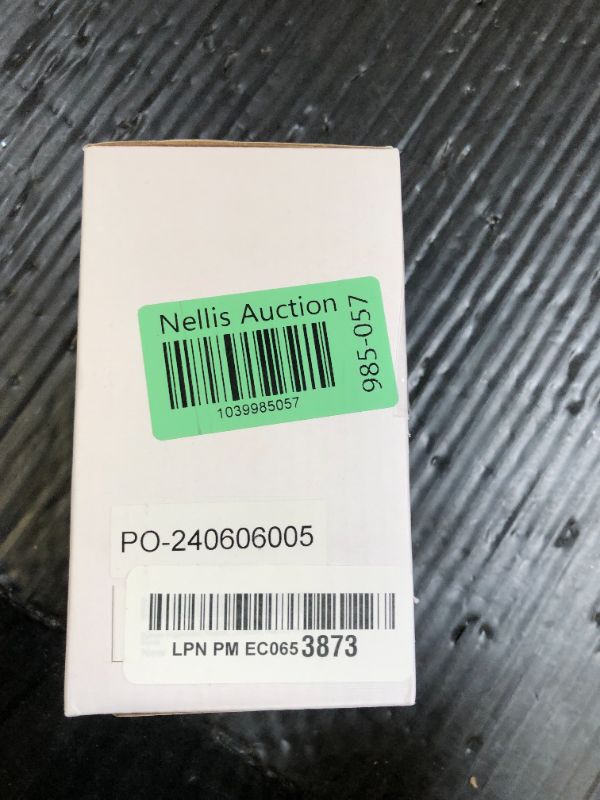 Nellis Auction
1039985057
985-057
PO-240606005
LPN PM EC065 3873